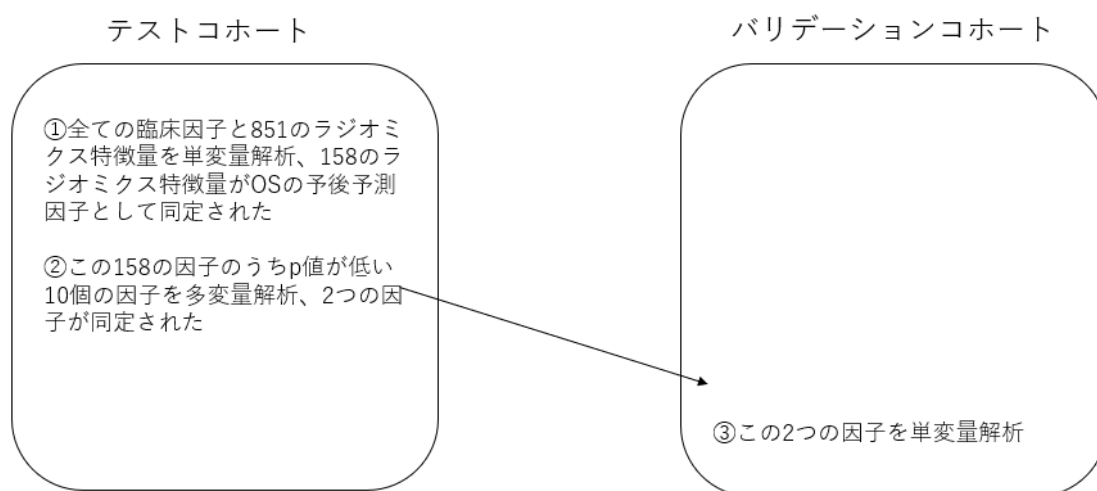 テストコホート
バリデーションコホート
①全ての臨床因子と851のラジオミ
クス特徴量を単変量解析、158のラ
ジオミクス特徴量がOSの予後予測
因子として同定された
②この158の因子のうちp値が低い
10個の因子を多変量解析、2つの因
子が同定された
③この2つの因子を単変量解析